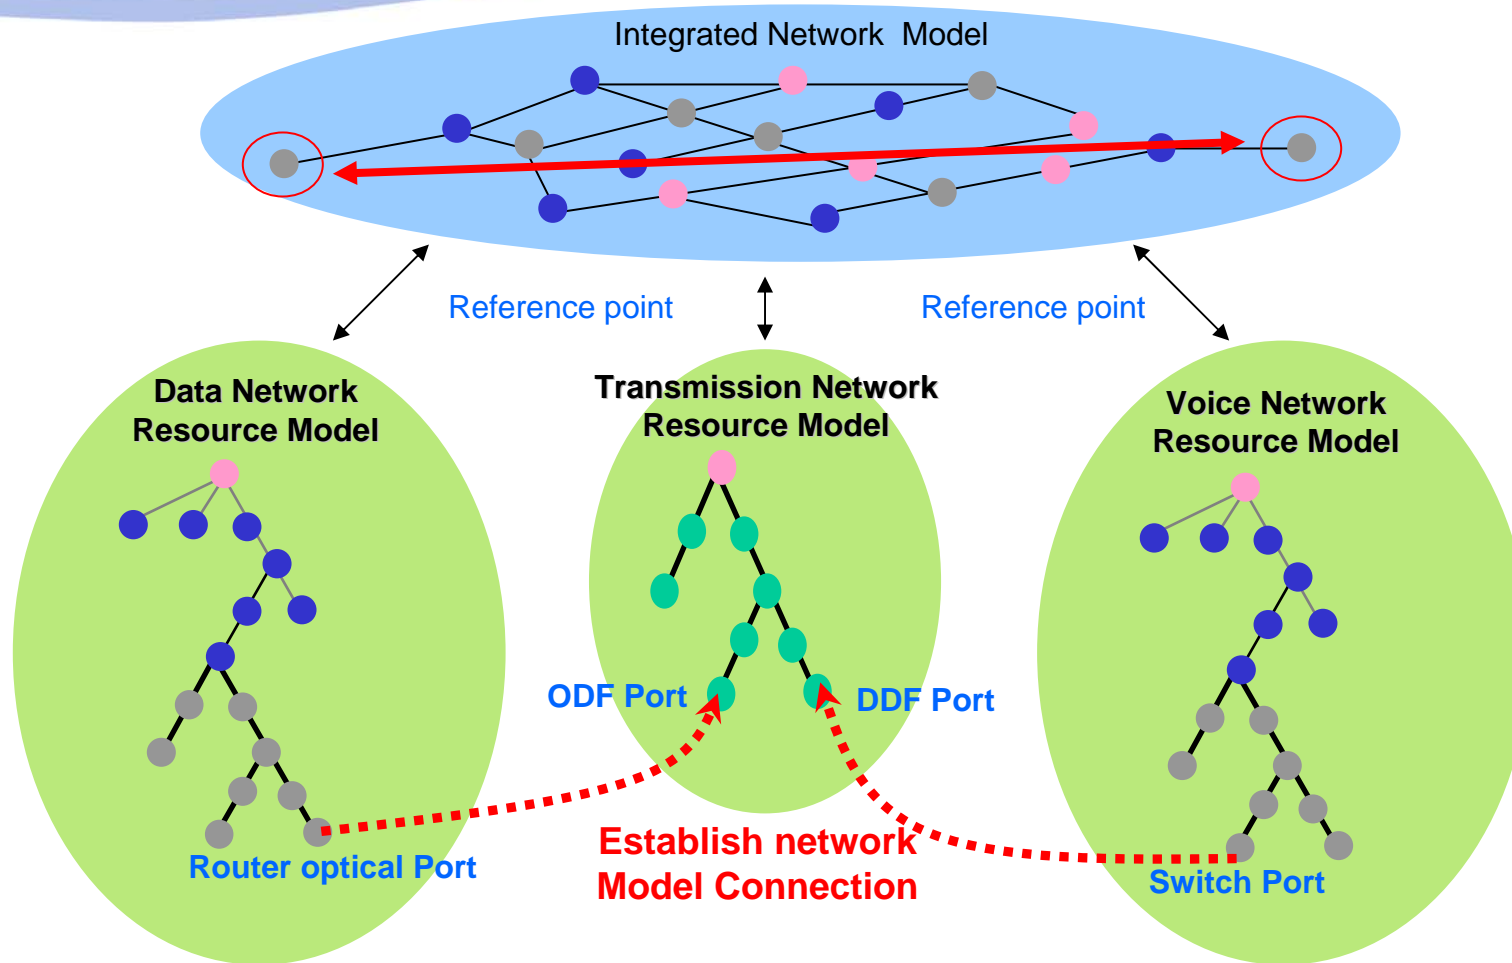 Integrated Network  Model
Reference point
Reference point
Data Network
Resource Model
Transmission Network
Resource Model
Voice Network
Resource Model
ODF Port
DDF Port
Router optical Port
Establish network
Model Connection
Switch Port